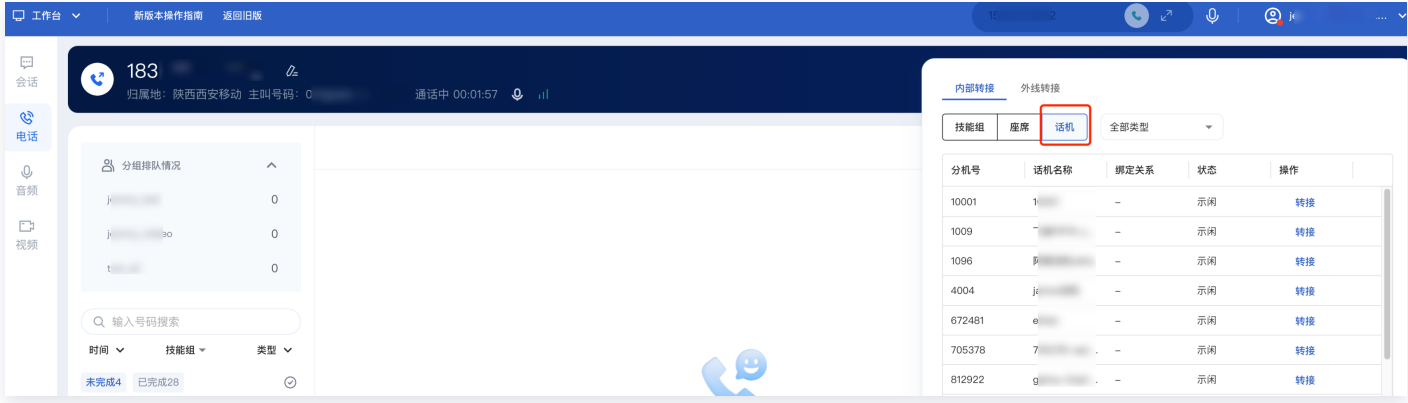 工作台 新版本操作指南 返回旧版
会话
电话
音频
视频
183
归属地：陕西西安移动 主叫号码：0 通话中 00:01:57
分组排队情况
0
0
0
输入号码搜索
时间 技能组 类型
未完成4 已完成28
内部转接 外线转接
技能组 座席 话机 全部类型
分机号 话机名称 绑定关系 状态 操作
10001 – 示闲 转接
1009 – 示闲 转接
1096 – 示闲 转接
4004 – 示闲 转接
672481 – 示闲 转接
705378 – 示闲 转接
812922 – 示闲 转接